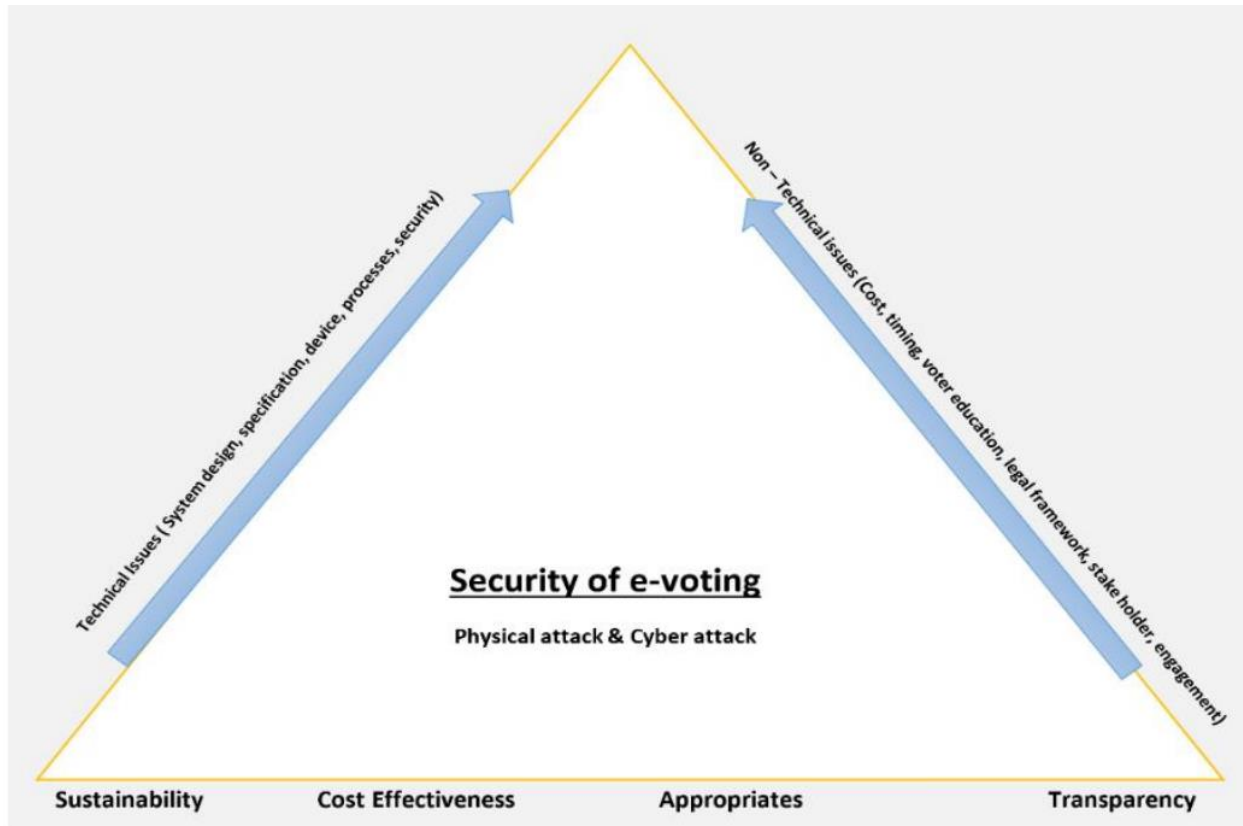 Technical Issues ( System design, specification, device, processes, security)
Non – Technical issues (Cost, timing, voter education, legal framework, stake holder, engagement)
Security of e-voting
Physical attack & Cyber attack
Sustainability Cost Effectiveness Appropriates Transparency